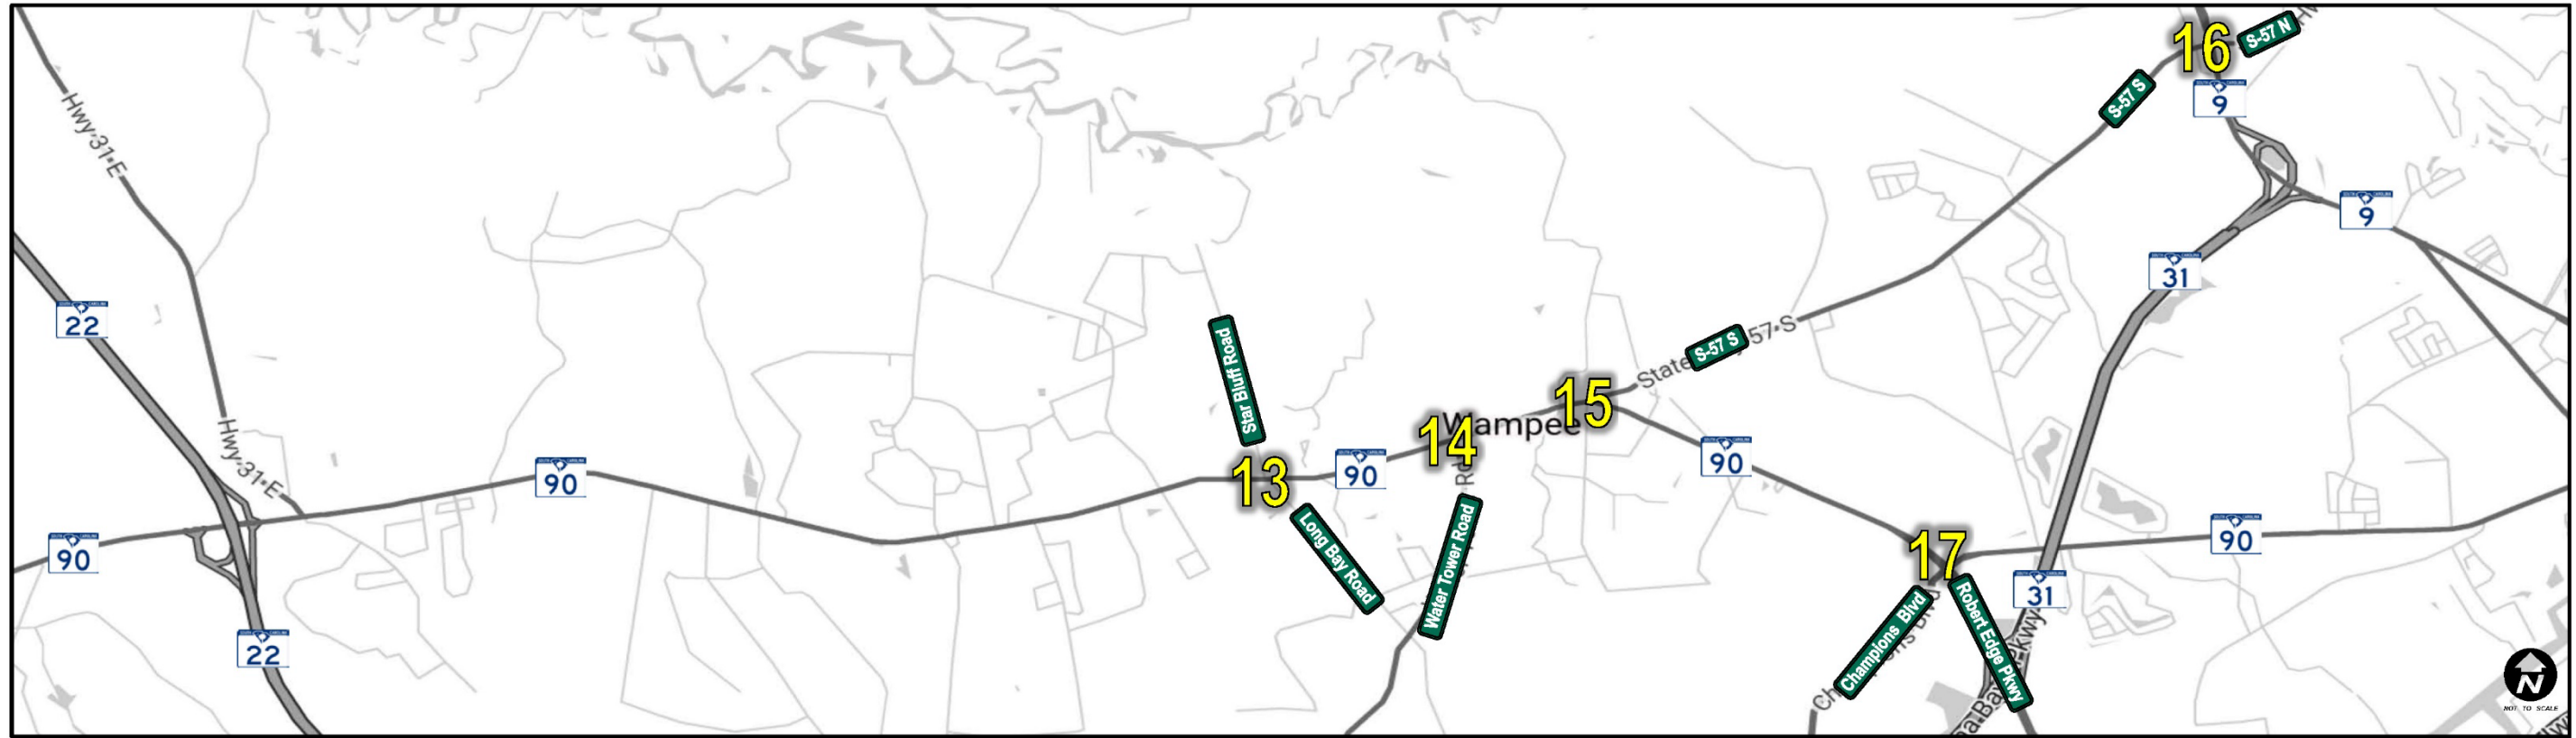 16
S-57 N
S-57 S
9
Hwy 31 E
9
31
22
Star Bluff Road
State
57 S
S-57 S
15
Wampee
14
Hwy 31 E
13
90
90
90
Rd
90
90
17
90
31
Long Bay Road
Water Tower Road
Champions Blvd
Robert Edge Pkwy
22
N
NOT TO SCALE